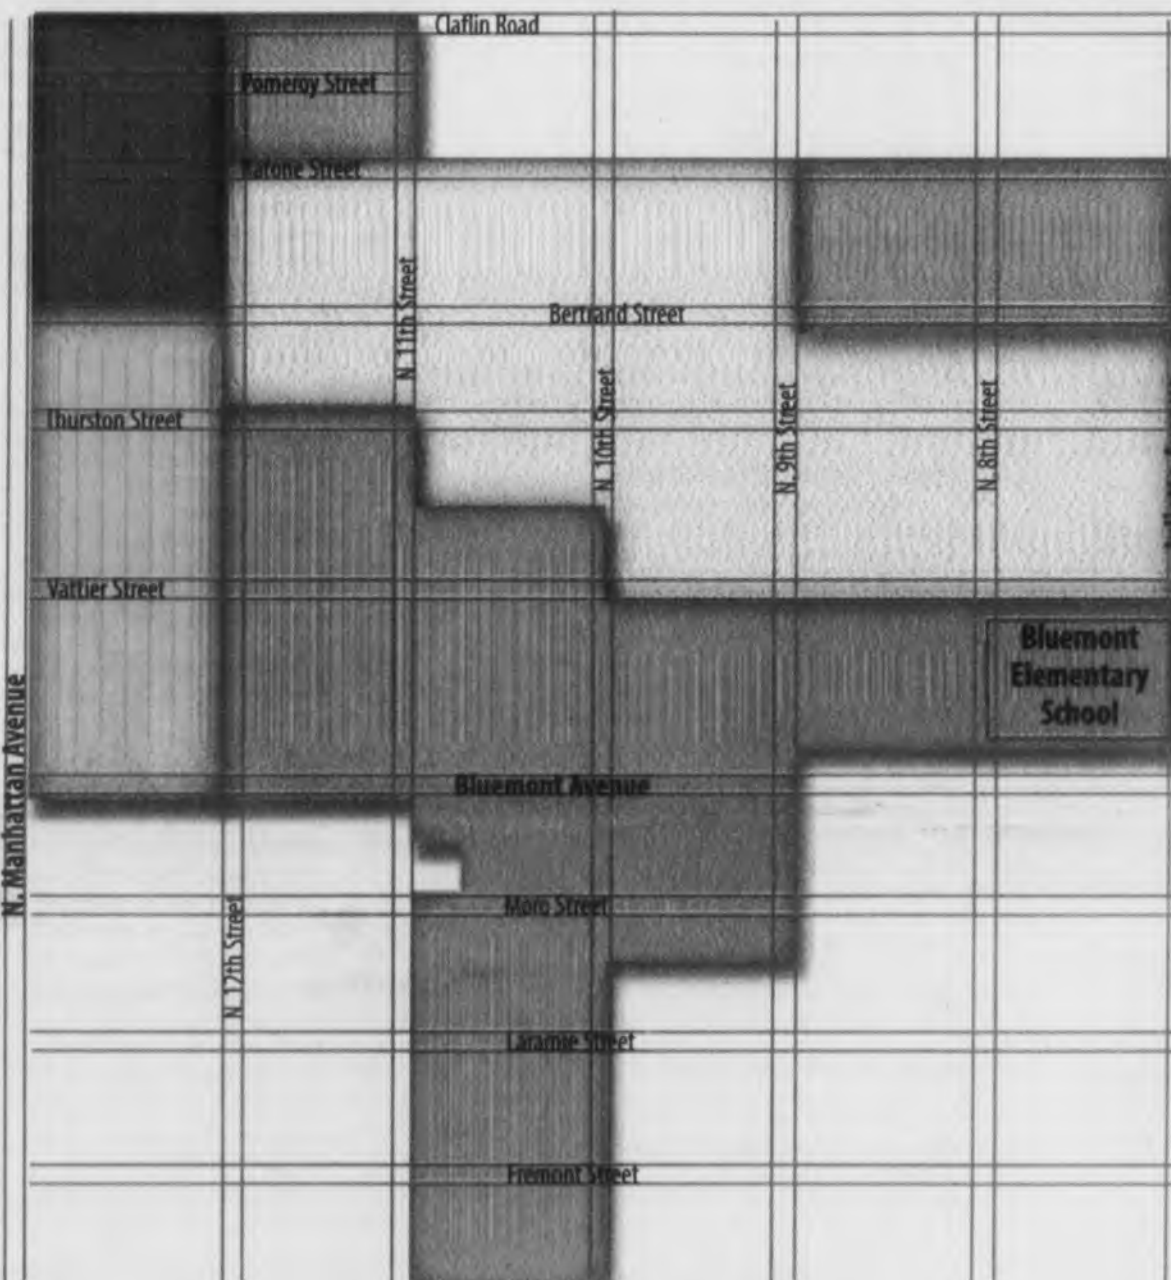 Claflin Road
Pomeroy Street
Ratone Street
N. 11th Street
Bertrand Street
Thurston Street
N. 10th Street
N. 9th Street
N. 8th Street
Vattier Street
Bluemont
Elementary
School
N. Manhattan Avenue
Bluemont Avenue
N. 12th Street
Moro Street
Laramie Street
Fremont Street